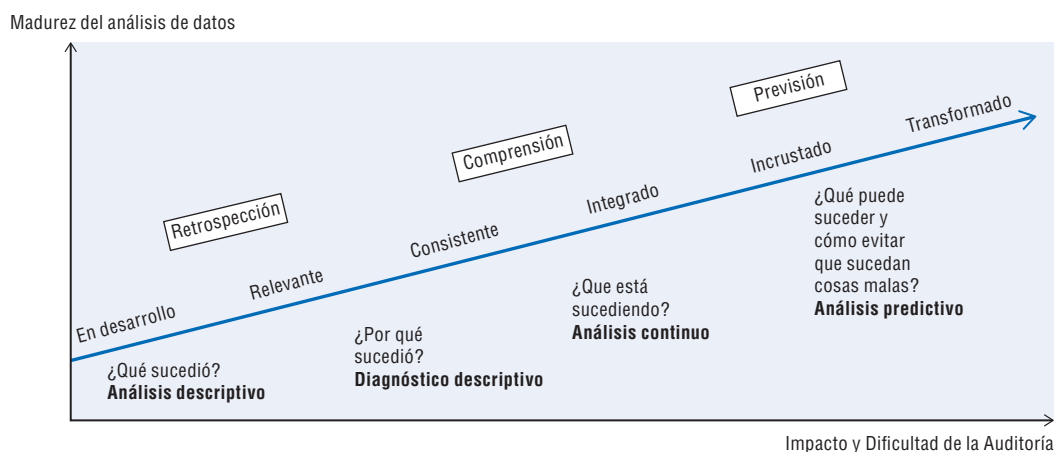 Madurez del análisis de datos
Previsión
Transformado
Comprensión
Incrustado
Integrado
Retrospección
Consistente
Relevante
En desarrollo
¿Qué sucedió?
Análisis descriptivo
¿Por qué
sucedió?
Diagnóstico descriptivo
¿Que está
sucediendo?
Análisis continuo
¿Qué puede
suceder y
cómo evitar
que sucedan
cosas malas?
Análisis predictivo
Impacto y Dificultad de la Auditoría